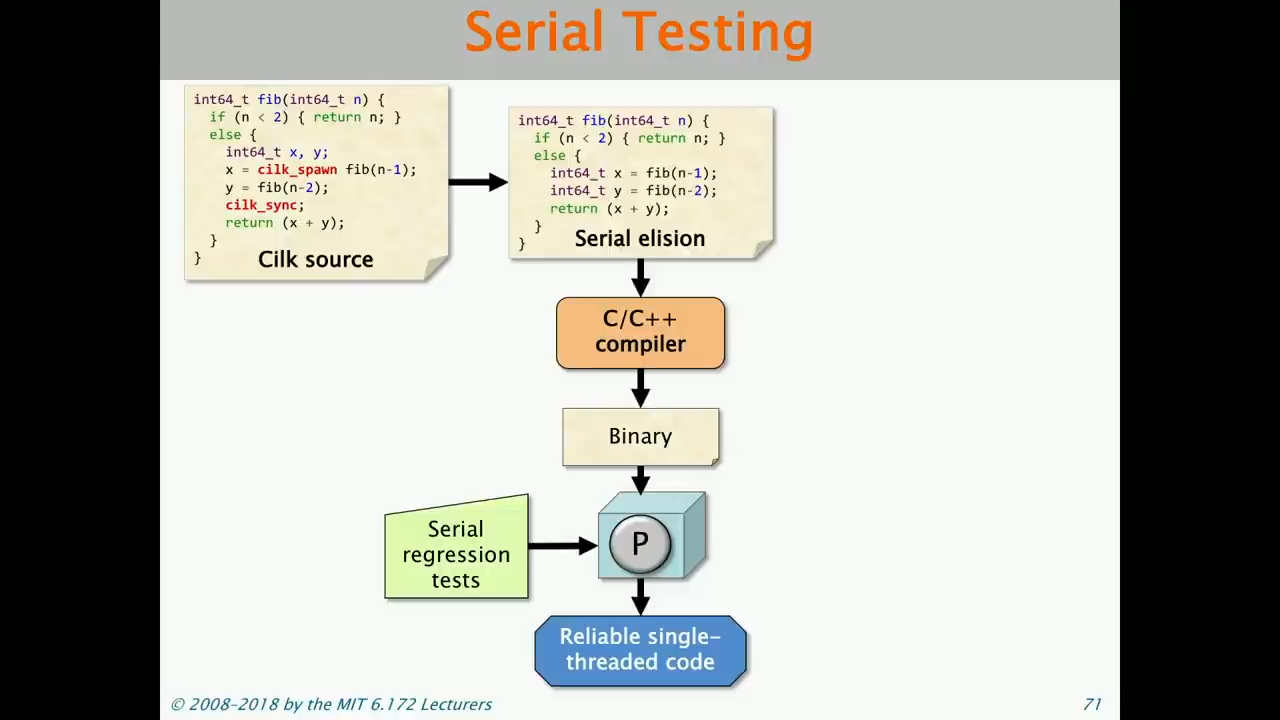 Serial Testing
int64_t fib(int64_t n) {
  if (n < 2) { return n; }
  else {
    int64_t x, y;
    x = cilk_spawn fib(n-1);
    y = fib(n-2);
    cilk_sync;
    return (x + y);
  }
}
Cilk source
int64_t fib(int64_t n) {
  if (n < 2) { return n; }
  else {
    int64_t x = fib(n-1);
    int64_t y = fib(n-2);
    return (x + y);
  }
}
Serial elision
C/C++
compiler
Binary
Serial
regression
tests
P
Reliable single-
threaded code
© 2008-2018 by the MIT 6.172 Lecturers
71